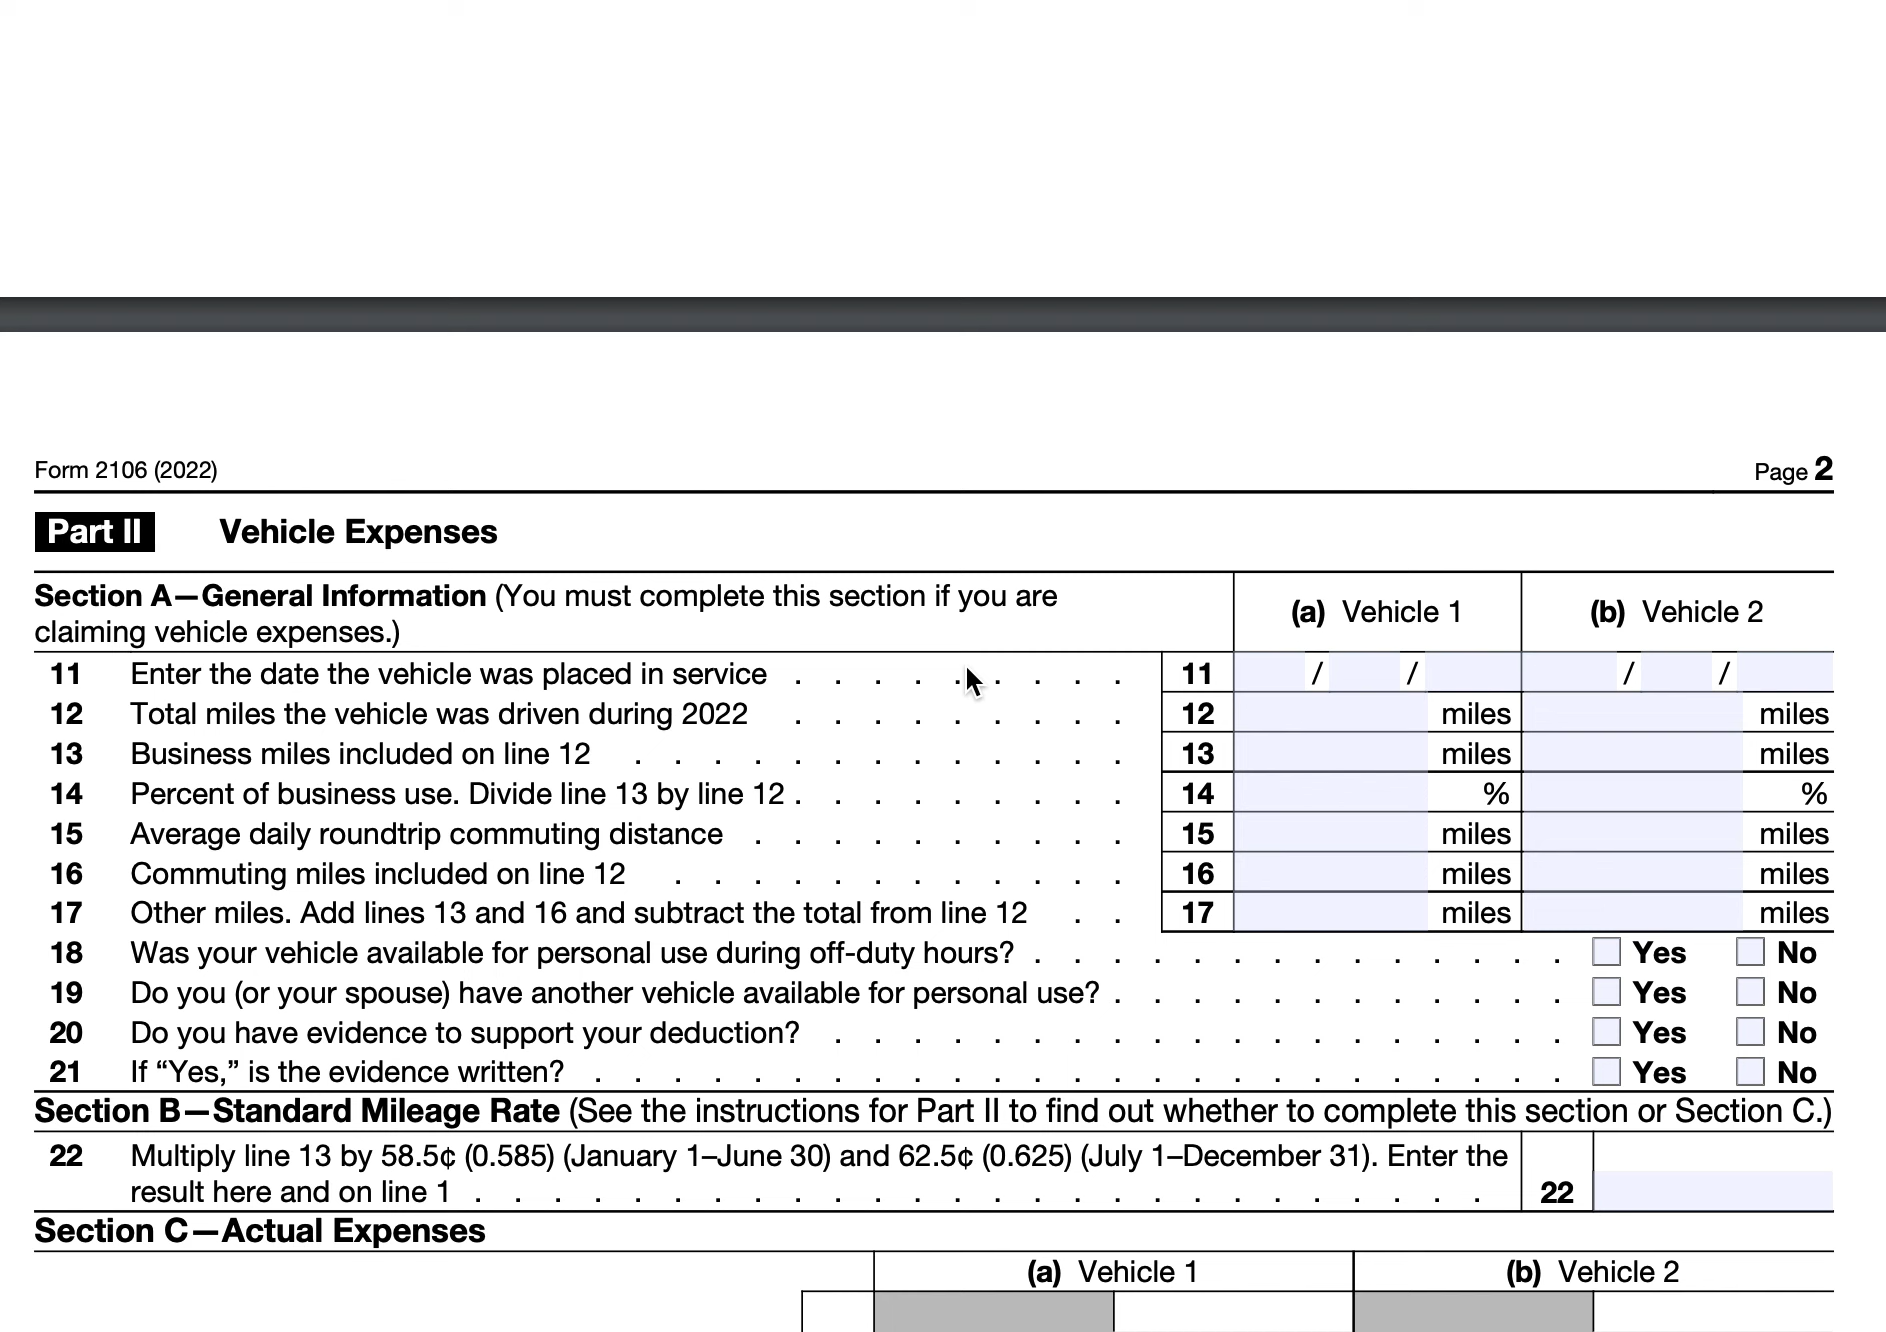 Form 2106 (2022) Page 2
Part II Vehicle Expenses
Section A—General Information (You must complete this section if you are
claiming vehicle expenses.)
(a) Vehicle 1 (b) Vehicle 2
11 Enter the date the vehicle was placed in service . . . . . . . . . 11 / / / /
12 Total miles the vehicle was driven during 2022 . . . . . . . . . 12 miles miles
13 Business miles included on line 12 . . . . . . . . . . . . . 13 miles miles
14 Percent of business use. Divide line 13 by line 12 . . . . . . . . . 14 % %
15 Average daily roundtrip commuting distance . . . . . . . . . . 15 miles miles
16 Commuting miles included on line 12 . . . . . . . . . . . . 16 miles miles
17 Other miles. Add lines 13 and 16 and subtract the total from line 12 . . 17 miles miles
18 Was your vehicle available for personal use during off-duty hours? . . . . . . . . . . . . . . Yes No
19 Do you (or your spouse) have another vehicle available for personal use? . . . . . . . . . . . . Yes No
20 Do you have evidence to support your deduction? . . . . . . . . . . . . . . . . . . . Yes No
21 If “Yes,” is the evidence written? . . . . . . . . . . . . . . . . . . . . . . . . . Yes No
Section B—Standard Mileage Rate (See the instructions for Part II to find out whether to complete this section or Section C.)
22 Multiply line 13 by 58.5¢ (0.585) (January 1–June 30) and 62.5¢ (0.625) (July 1–December 31). Enter the
result here and on line 1 . . . . . . . . . . . . . . . . . . . . . . . . . . 22
Section C—Actual Expenses
(a) Vehicle 1 (b) Vehicle 2